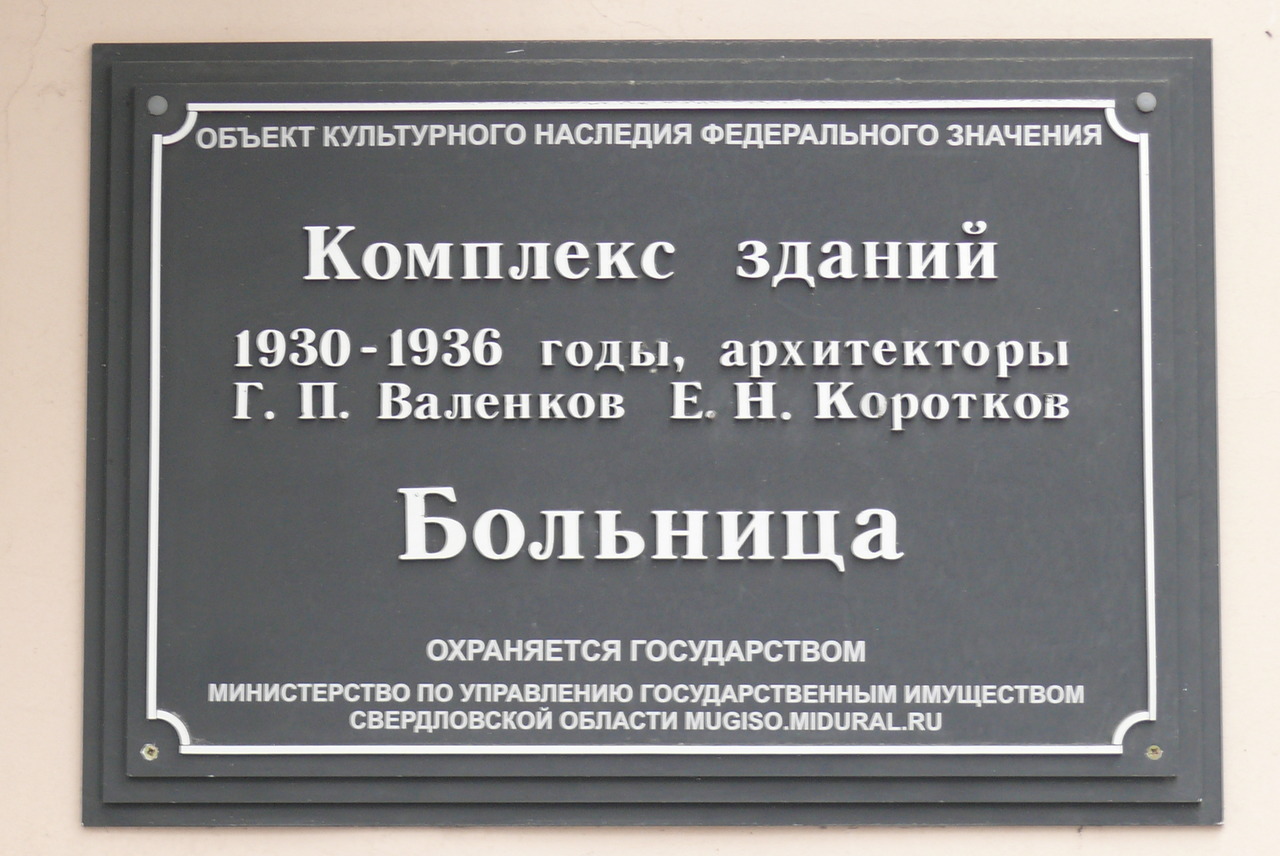 ОБЪЕКТ КУЛЬТУРНОГО НАСЛЕДИЯ ФЕДЕРАЛЬНОГО ЗНАЧЕНИЯ
Комплекс зданий
1930-1936 годы, архитекторы
Г. П. Валенков Е. Н. Коротков
Больница
ОХРАНЯЕТСЯ ГОСУДАРСТВОМ
МИНИСТЕРСТВО ПО УПРАВЛЕНИЮ ГОСУДАРСТВЕННЫМ ИМУЩЕСТВОМ
СВЕРДЛОВСКОЙ ОБЛАСТИ MUGISO.MIDURAL.RU